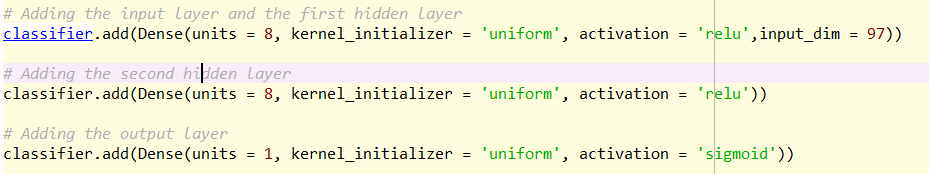 # Adding the input layer and the first hidden layer
classifier.add(Dense(units = 8, kernel_initializer = 'uniform', activation = 'relu',input_dim = 97))
# Adding the second hidden layer
classifier.add(Dense(units = 8, kernel_initializer = 'uniform', activation = 'relu'))
# Adding the output layer
classifier.add(Dense(units = 1, kernel_initializer = 'uniform', activation = 'sigmoid'))